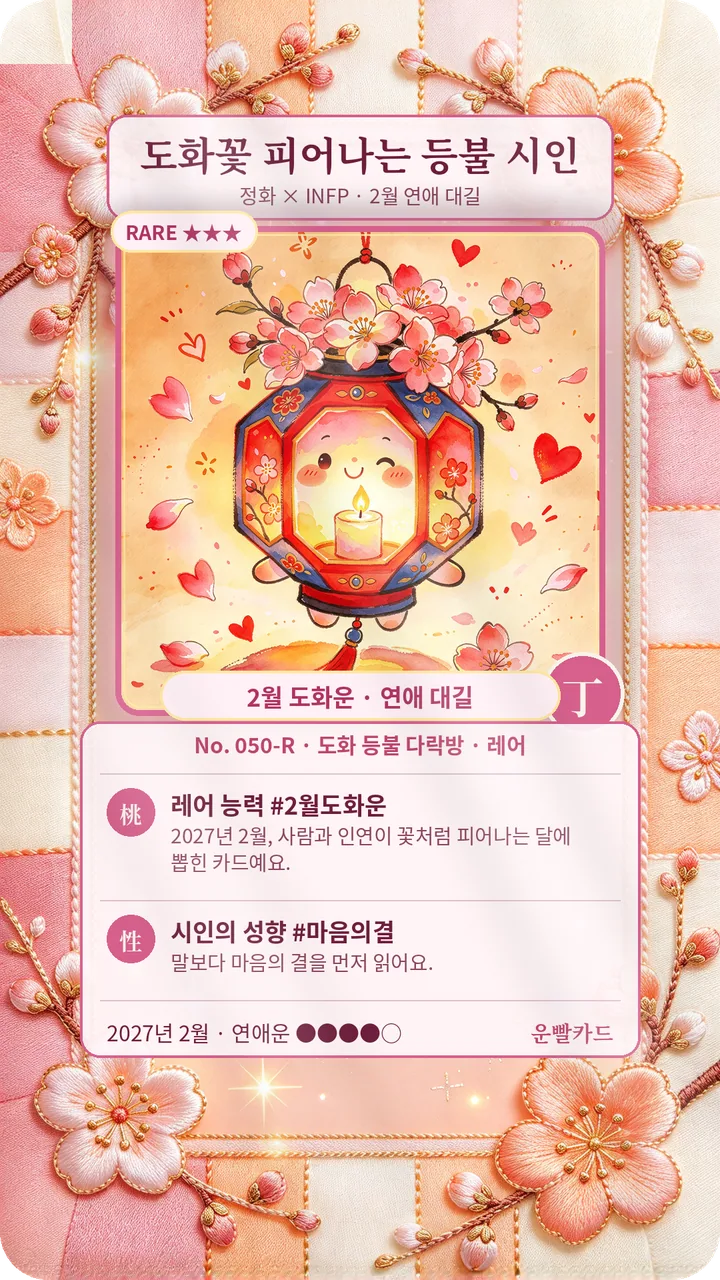 도화꽃 피어나는 등불 시인
정화 × INFP · 2월 연애 대길
RARE ★★★
2월 도화운 · 연애 대길
丁
No. 050-R · 도화 등불 다락방 · 레어
桃
레어 능력 #2월도화운
2027년 2월, 사람과 인연이 꽃처럼 피어나는 달에
뽑힌 카드예요.
性
시인의 성향 #마음의결
말보다 마음의 결을 먼저 읽어요.
2027년 2월 · 연애운 ●●●●○
운빨카드